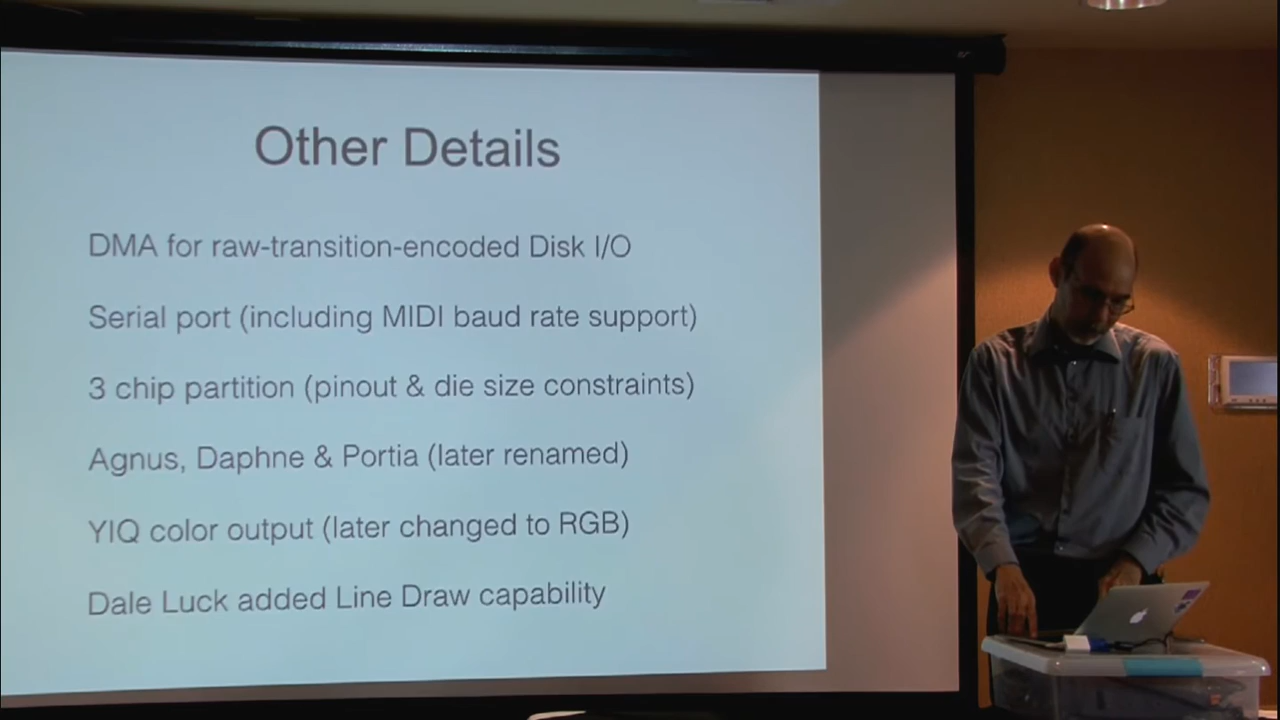 Other Details
DMA for raw-transition-encoded Disk I/O
Serial port (including MIDI baud rate support)
3 chip partition (pinout & die size constraints)
Agnus, Daphne & Portia (later renamed)
YIQ color output (later changed to RGB)
Dale Luck added Line Draw capability